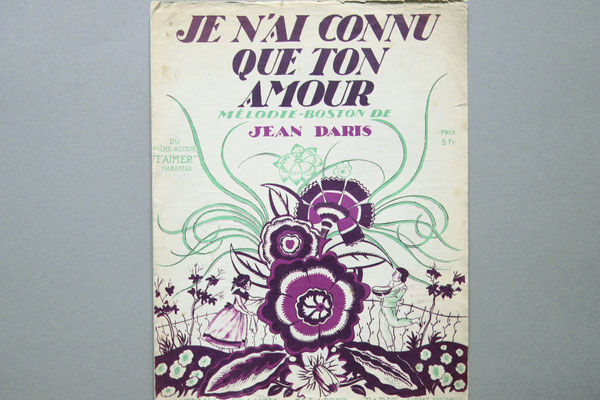 JE N'AI CONNU
QUE TON
AMOUR
MÉLODIE-BOSTON DE
JEAN DARIS
DU
MÊME AUTEUR
"T'AIMER"
HABANERA
PRIX
5 Fr.